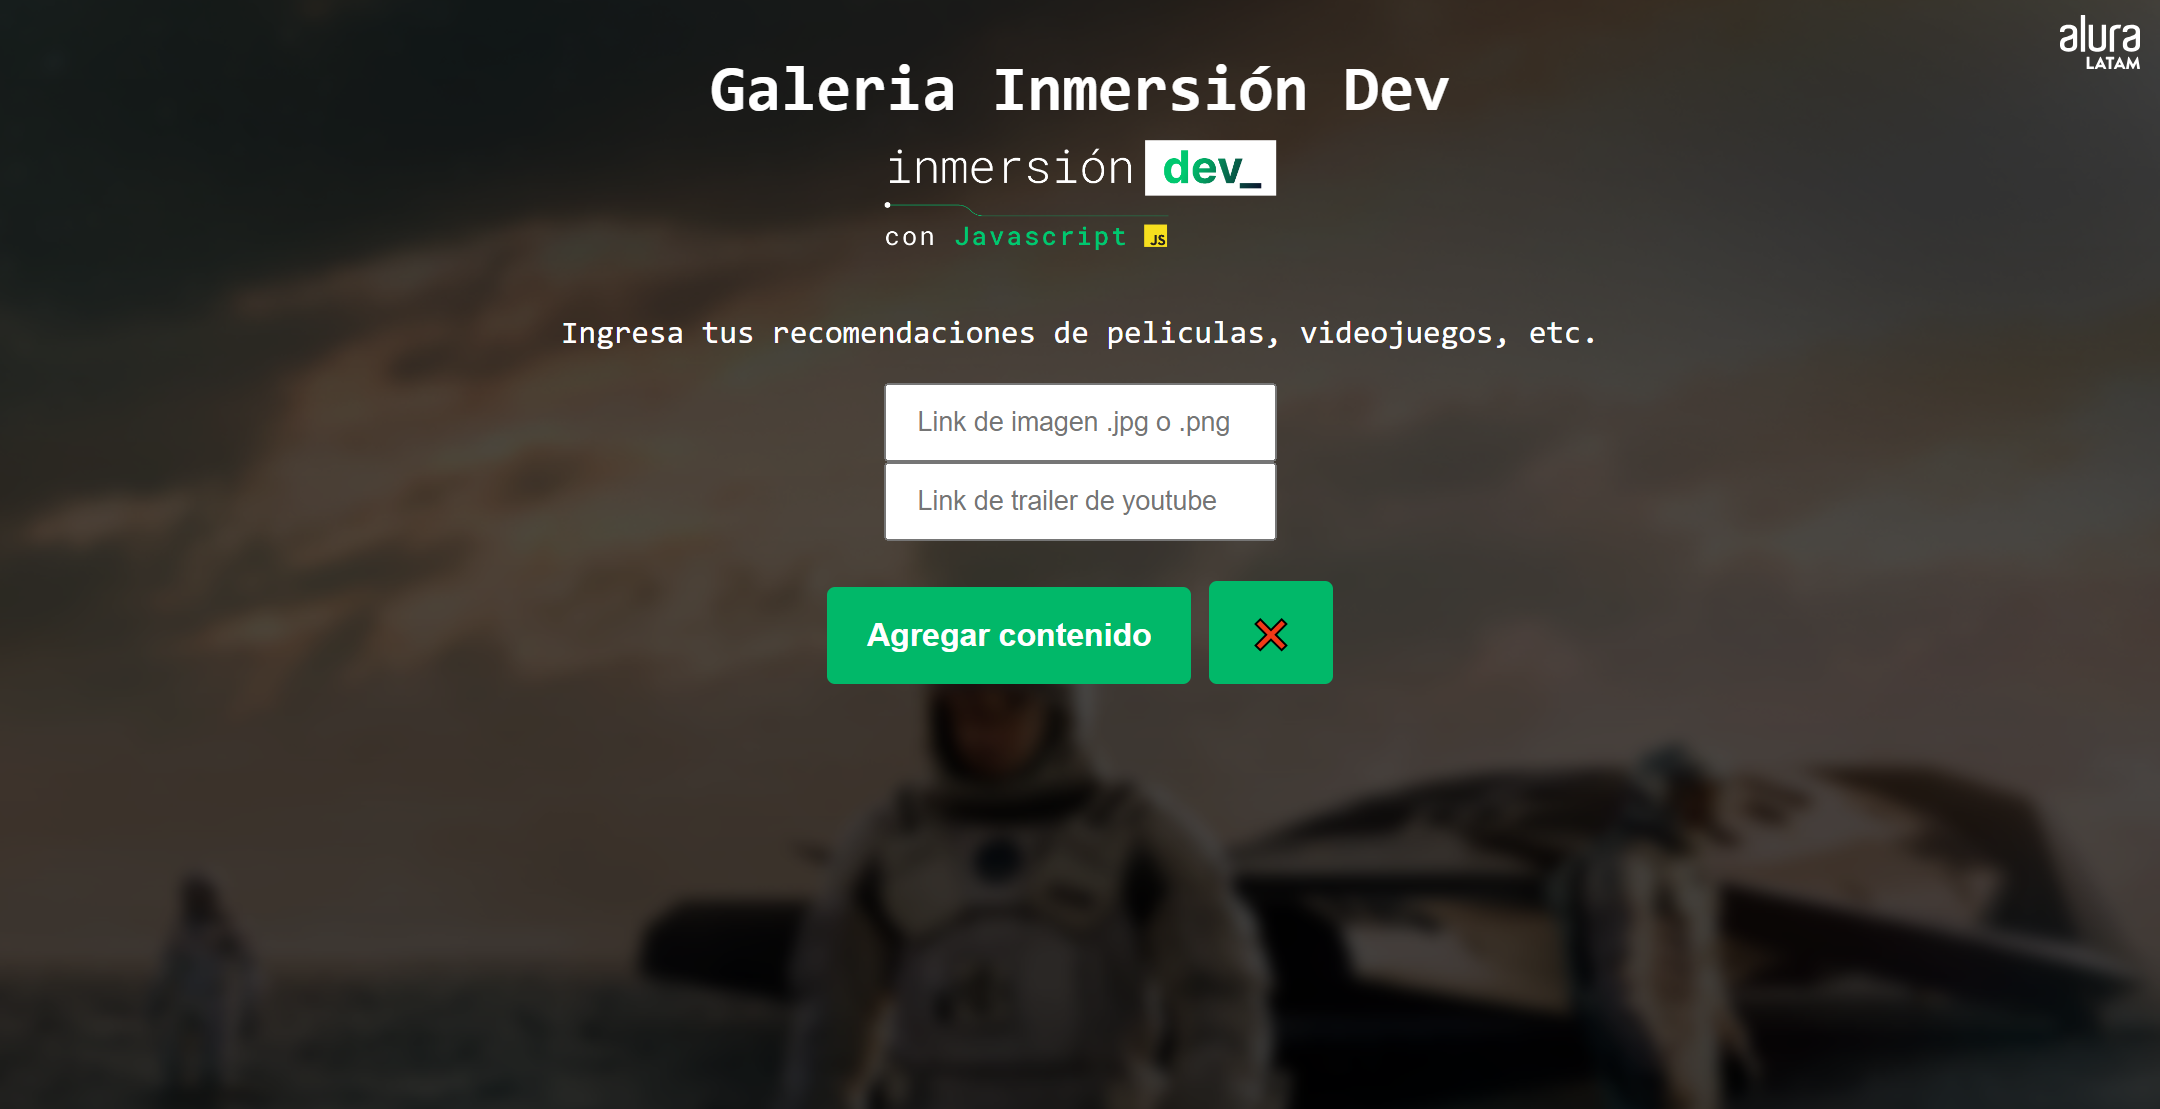 alura
LATAM
Galeria Inmersión Dev
inmersión dev_
con Javascript JS
Ingresa tus recomendaciones de peliculas, videojuegos, etc.
Link de imagen .jpg o .png
Link de trailer de youtube
Agregar contenido